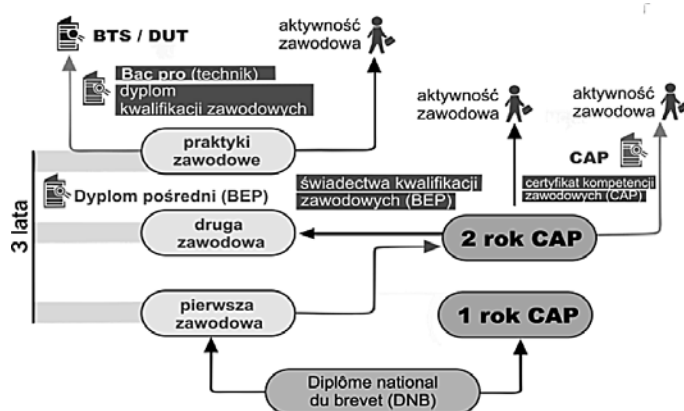 BTS / DUT
aktywność
zawodowa
Bac pro (technik)
dyplom
kwalifikacji zawodowych
aktywność
zawodowa
aktywność
zawodowa
praktyki
zawodowe
CAP
certyfikat kompetencji
zawodowych (CAP)
świadectwa kwalifikacji
zawodowych (BEP)
Dyplom pośredni (BEP)
3 lata
druga
zawodowa
2 rok CAP
pierwsza
zawodowa
1 rok CAP
Diplôme national
du brevet (DNB)